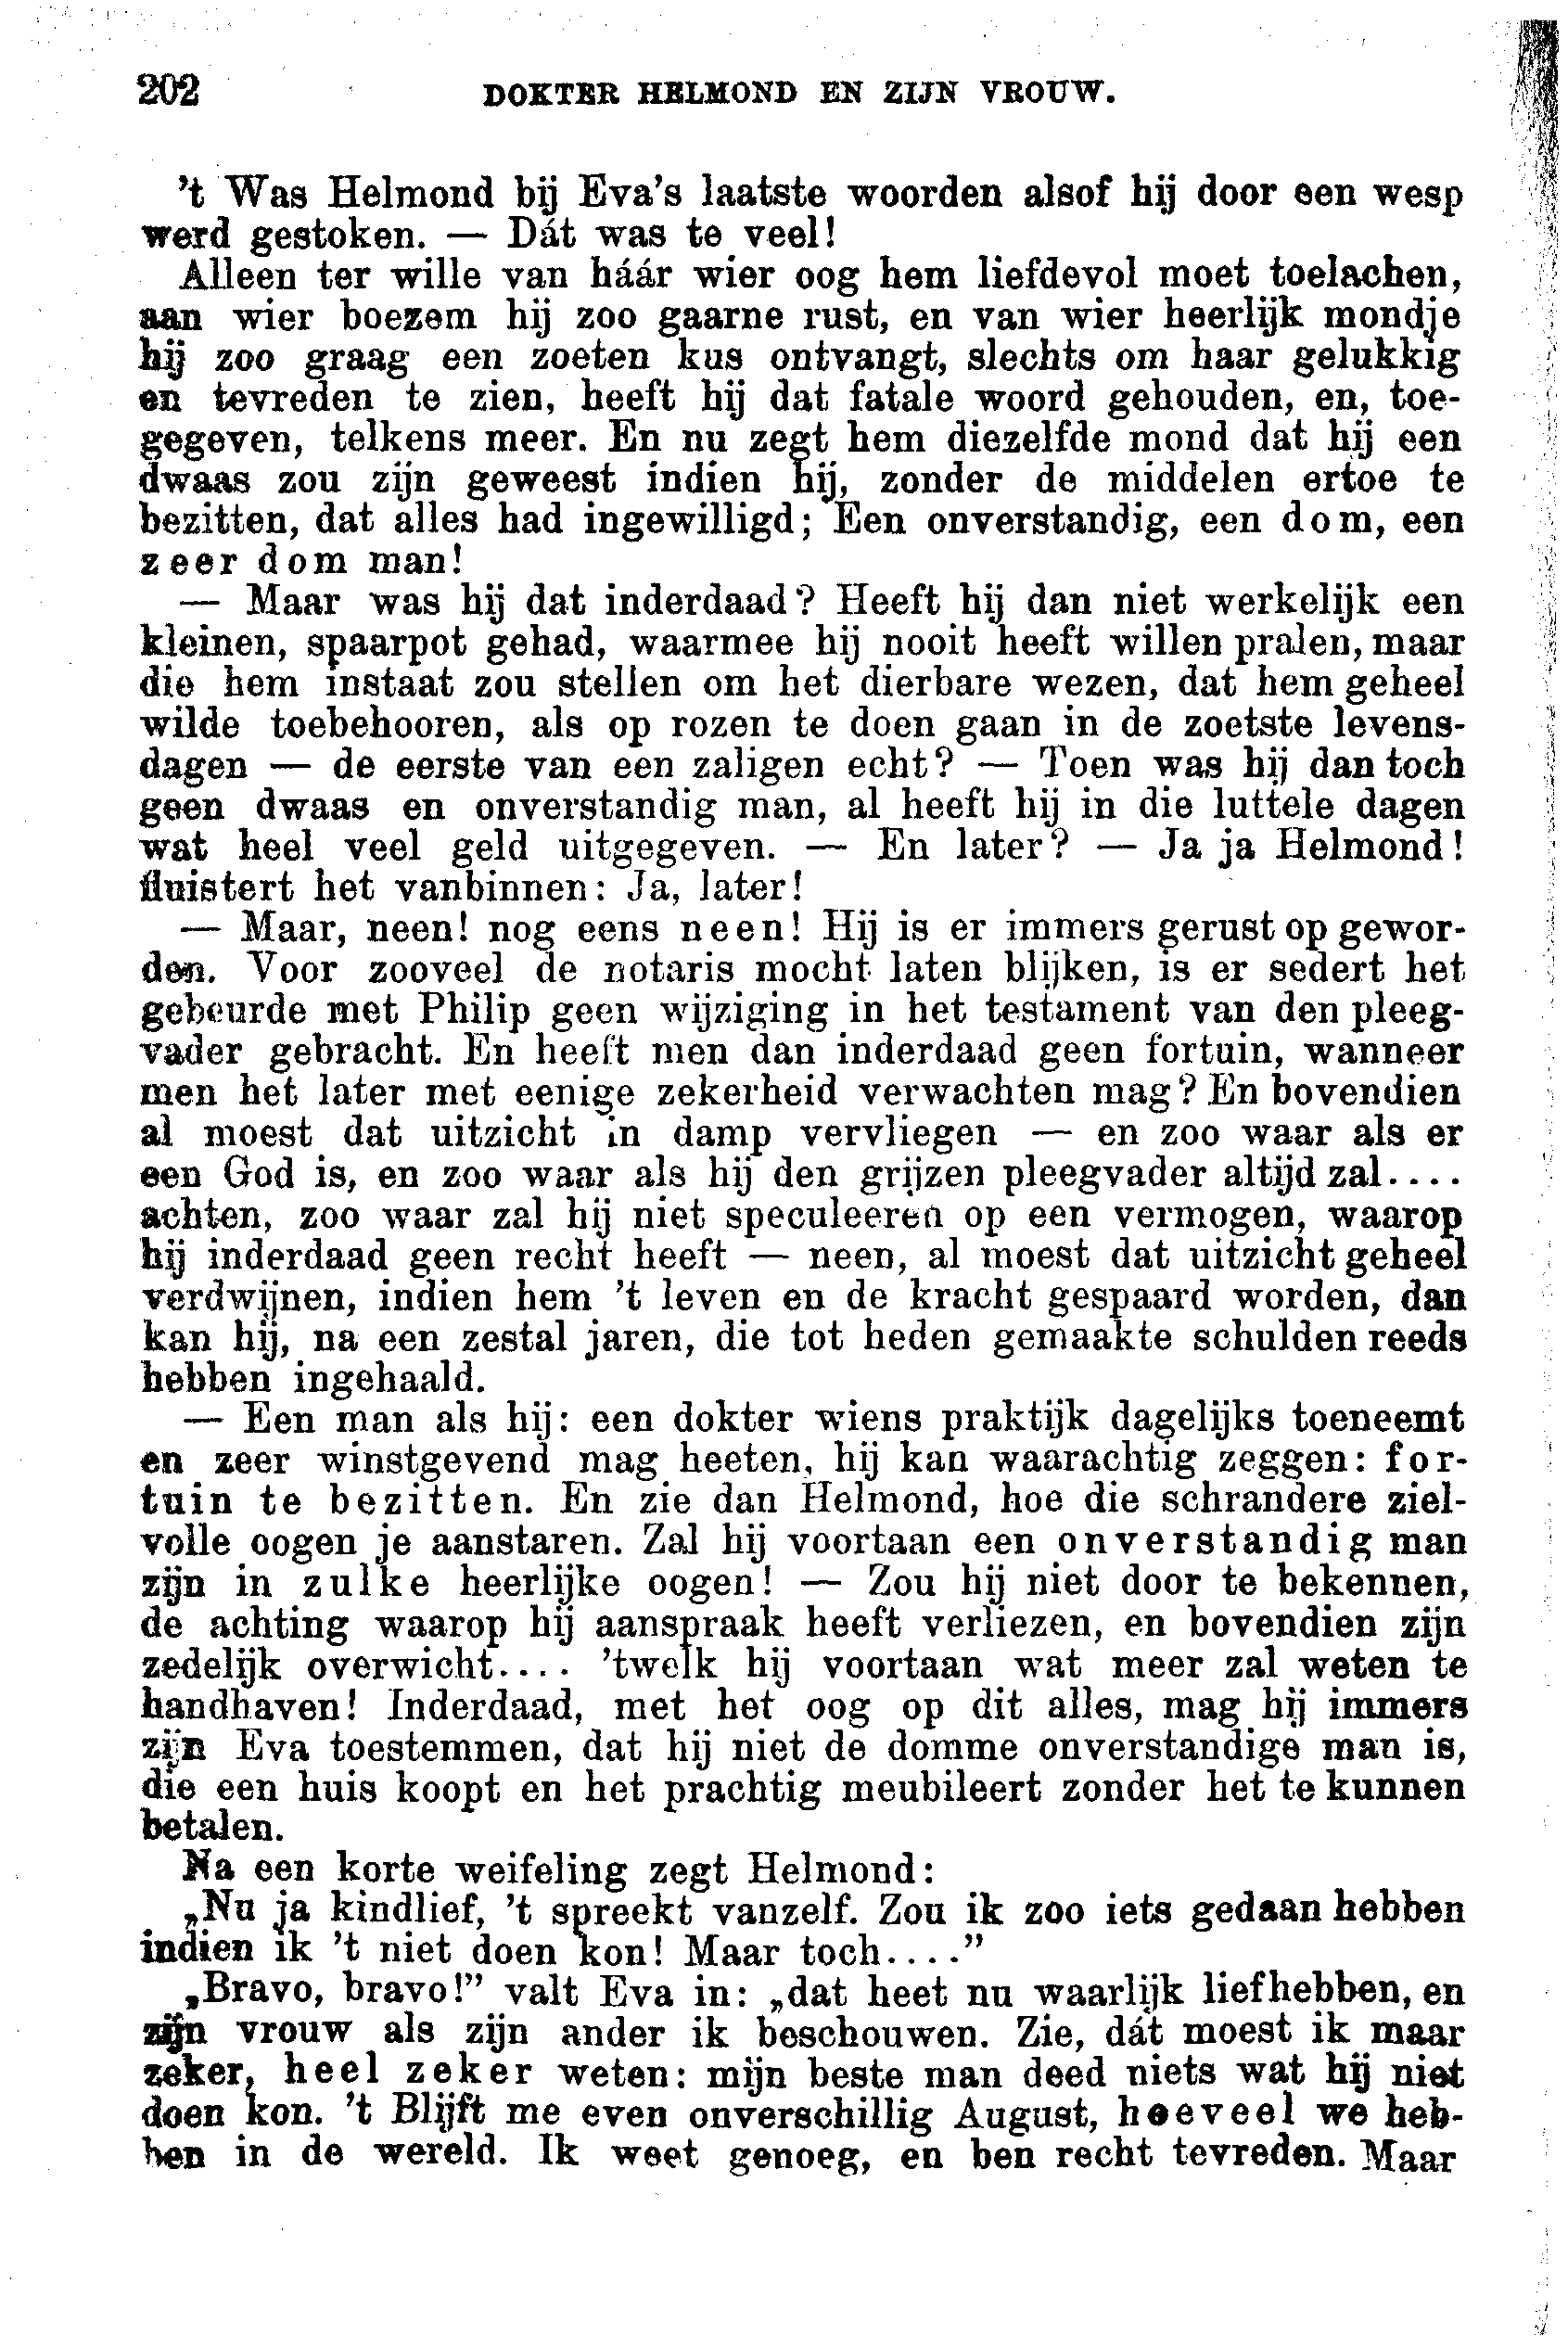 202 DOKTER HELMOND EN ZIJN VROUW.
't Was Helmond bij Eva's laatste woorden alsof hij door een wesp
werd gestoken. — Dát was te veel!
Alleen ter wille van háár wier oog hem liefdevol moet toelachen,
aan wier boezem hij zoo gaarne rust, en van wier heerlijk mondje
hij zoo graag een zoeten kus ontvangt, slechts om haar gelukkig
en tevreden te zien, heeft hij dat fatale woord gehouden, en, toe-
gegeven, telkens meer. En nu zegt hem diezelfde mond dat hij een
dwaas zou zijn geweest indien hij, zonder de middelen ertoe te
bezitten, dat alles had ingewilligd; Een onverstandig, een dom, een
zeer dom man!
— Maar was hij dat inderdaad? Heeft hij dan niet werkelijk een
kleinen, spaarpot gehad, waarmee hij nooit heeft willen pralen, maar
die hem instaat zou stellen om het dierbare wezen, dat hem geheel
wilde toebehooren, als op rozen te doen gaan in de zoetste levens-
dagen — de eerste van een zaligen echt? — Toen was hij dan toch
geen dwaas en onverstandig man, al heeft hij in die luttele dagen
wat heel veel geld uitgegeven. — En later? — Ja ja Helmond!
fluistert het vanbinnen: Ja, later!
— Maar, neen! nog eens neen! Hij is er immers gerust op gewor-
den. Voor zooveel de notaris mocht laten blijken, is er sedert het
gebeurde met Philip geen wijziging in het testament van den pleeg-
vader gebracht. En heeft men dan inderdaad geen fortuin, wanneer
men het later met eenige zekerheid verwachten mag? En bovendien
al moest dat uitzicht in damp vervliegen — en zoo waar als er
een God is, en zoo waar als hij den grijzen pleegvader altijd zal....
achten, zoo waar zal hij niet speculeeren op een vermogen, waarop
hij inderdaad geen recht heeft — neen, al moest dat uitzicht geheel
verdwijnen, indien hem 't leven en de kracht gespaard worden, dan
kan hij, na een zestal jaren, die tot heden gemaakte schulden reeds
hebben ingehaald.
— Een man als hij: een dokter wiens praktijk dagelijks toeneemt
en zeer winstgevend mag heeten, hij kan waarachtig zeggen: for-
tuin te bezitten. En zie dan Helmond, hoe die schrandere ziel-
volle oogen je aanstaren. Zal hij voortaan een onverstandig man
zijn in zulke heerlijke oogen! — Zou hij niet door te bekennen,
de achting waarop hij aanspraak heeft verliezen, en bovendien zijn
zedelijk overwicht.... 'twelk hij voortaan wat meer zal weten te
handhaven! Inderdaad, met het oog op dit alles, mag hij immers
zijn Eva toestemmen, dat hij niet de domme onverstandige man is,
die een huis koopt en het prachtig meubileert zonder het te kunnen
betalen.
Na een korte weifeling zegt Helmond:
„Nu ja kindlief, 't spreekt vanzelf. Zou ik zoo iets gedaan hebben
indien ik 't niet doen kon! Maar toch...."
„Bravo, bravo!" valt Eva in: „dat heet nu waarlijk liefhebben, en
zijn vrouw als zijn ander ik beschouwen. Zie, dát moest ik maar
zeker, heel zeker weten: mijn beste man deed niets wat hij niet
doen kon. 't Blijft me even onverschillig August, hoeveel we heb-
ben in de wereld. Ik weet genoeg, en ben recht tevreden. Maar